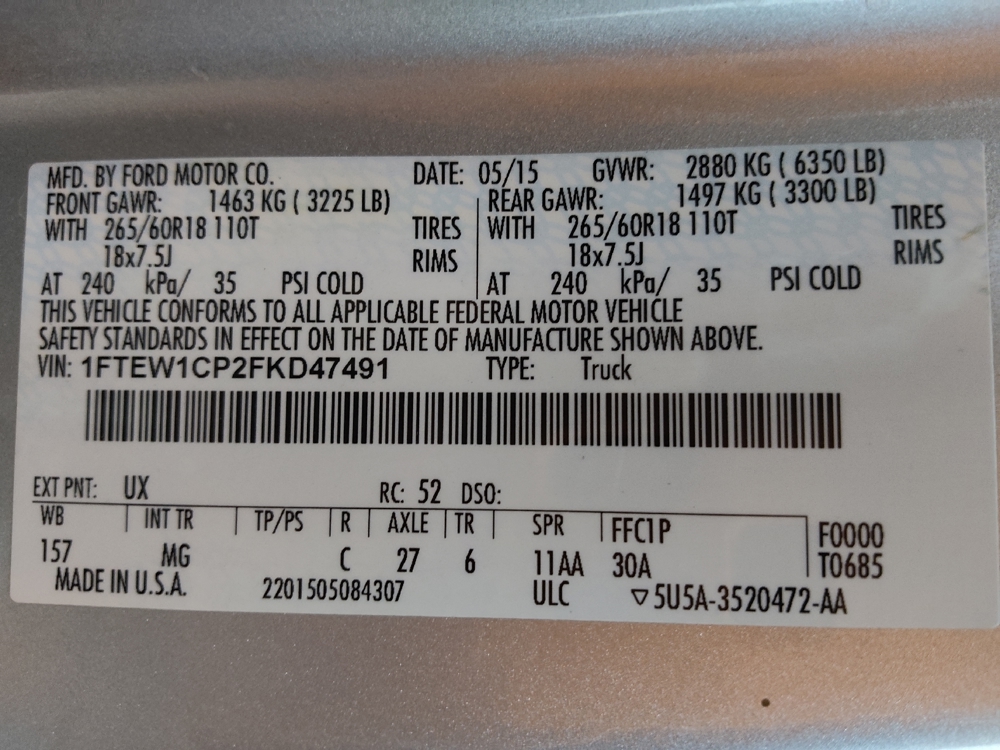 MFD. BY FORD MOTOR CO. DATE: 05/15 GVWR: 2880 KG ( 6350 LB)
FRONT GAWR: 1463 KG ( 3225 LB) REAR GAWR: 1497 KG ( 3300 LB)
WITH 265/60R18 110T TIRES WITH 265/60R18 110T TIRES
18x7.5J RIMS 18x7.5J RIMS
AT 240 kPa/ 35 PSI COLD AT 240 kPa/ 35 PSI COLD
THIS VEHICLE CONFORMS TO ALL APPLICABLE FEDERAL MOTOR VEHICLE
SAFETY STANDARDS IN EFFECT ON THE DATE OF MANUFACTURE SHOWN ABOVE.
VIN: 1FTEW1CP2FKD47491 TYPE: Truck
EXT PNT: UX RC: 52 DSO:
WB INT TR TP/PS R AXLE TR SPR FFC1P F0000
157 MG C 27 6 11AA 30A T0685
MADE IN U.S.A. 2201505084307 ULC ▽5U5A-3520472-AA